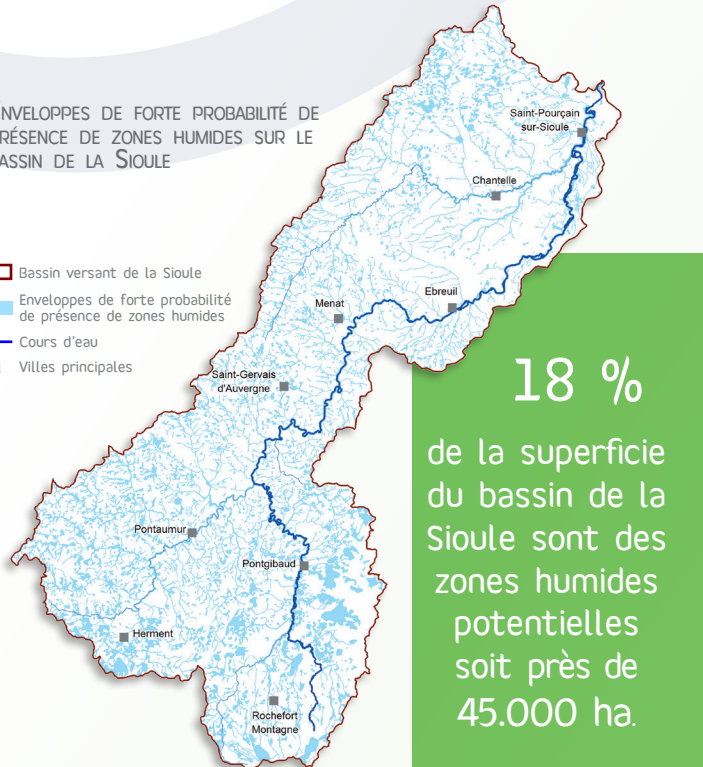 NVELOPPES DE FORTE PROBABILITÉ DE
RÉSENCE DE ZONES HUMIDES SUR LE
ASSIN DE LA SIOULE
Bassin versant de la Sioule
Enveloppes de forte probabilité
de présence de zones humides
Cours d'eau
Villes principales
Saint-Pourçain
sur-Sioule
Chantelle
Ebreuil
Menat
Saint-Gervais
d'Auvergne
Pontaumur
Pontgibaud
Herment
Rochefort
Montagne
18 %
de la superficie
du bassin de la
Sioule sont des
zones humides
potentielles
soit près de
45.000 ha.